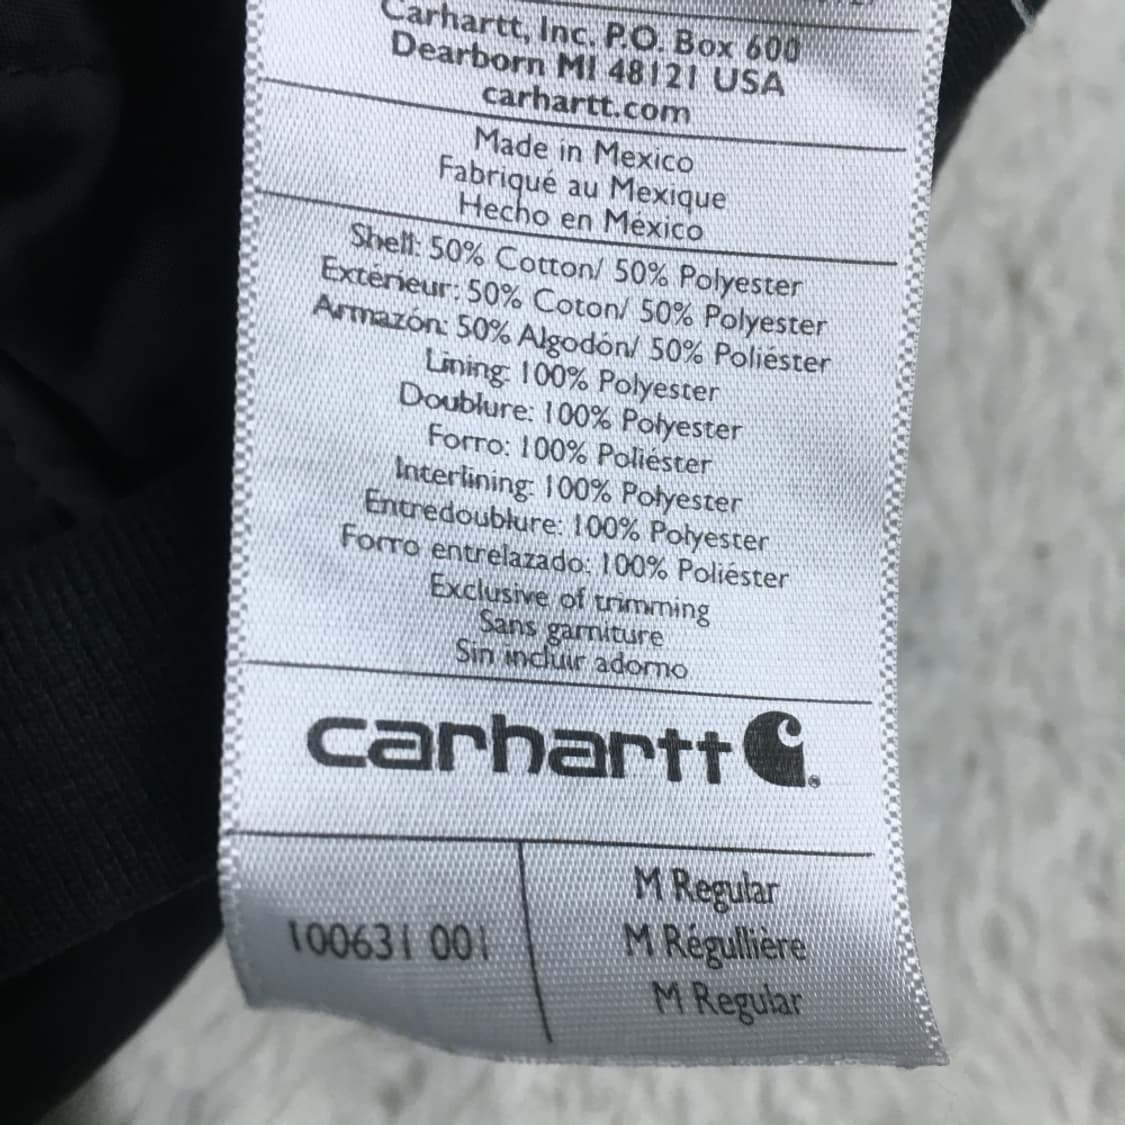 Carhartt, Inc. P.O. Box 600
Dearborn MI 48121 USA
carhartt.com
Made in Mexico
Fabriqué au Mexique
Hecho en México
Shell: 50% Cotton/ 50% Polyester
Extérieur: 50% Coton/ 50% Polyester
Armazón: 50% Algodón/ 50% Poliéster
Lining: 100% Polyester
Doublure: 100% Polyester
Forro: 100% Poliéster
Interlining: 100% Polyester
Entredoublure: 100% Polyester
Forro entrelazado: 100% Poliéster
Exclusive of trimming
Sans garniture
Sin incluir adorno
carhartt
100631 001
M Regular
M Régullière
M Regular